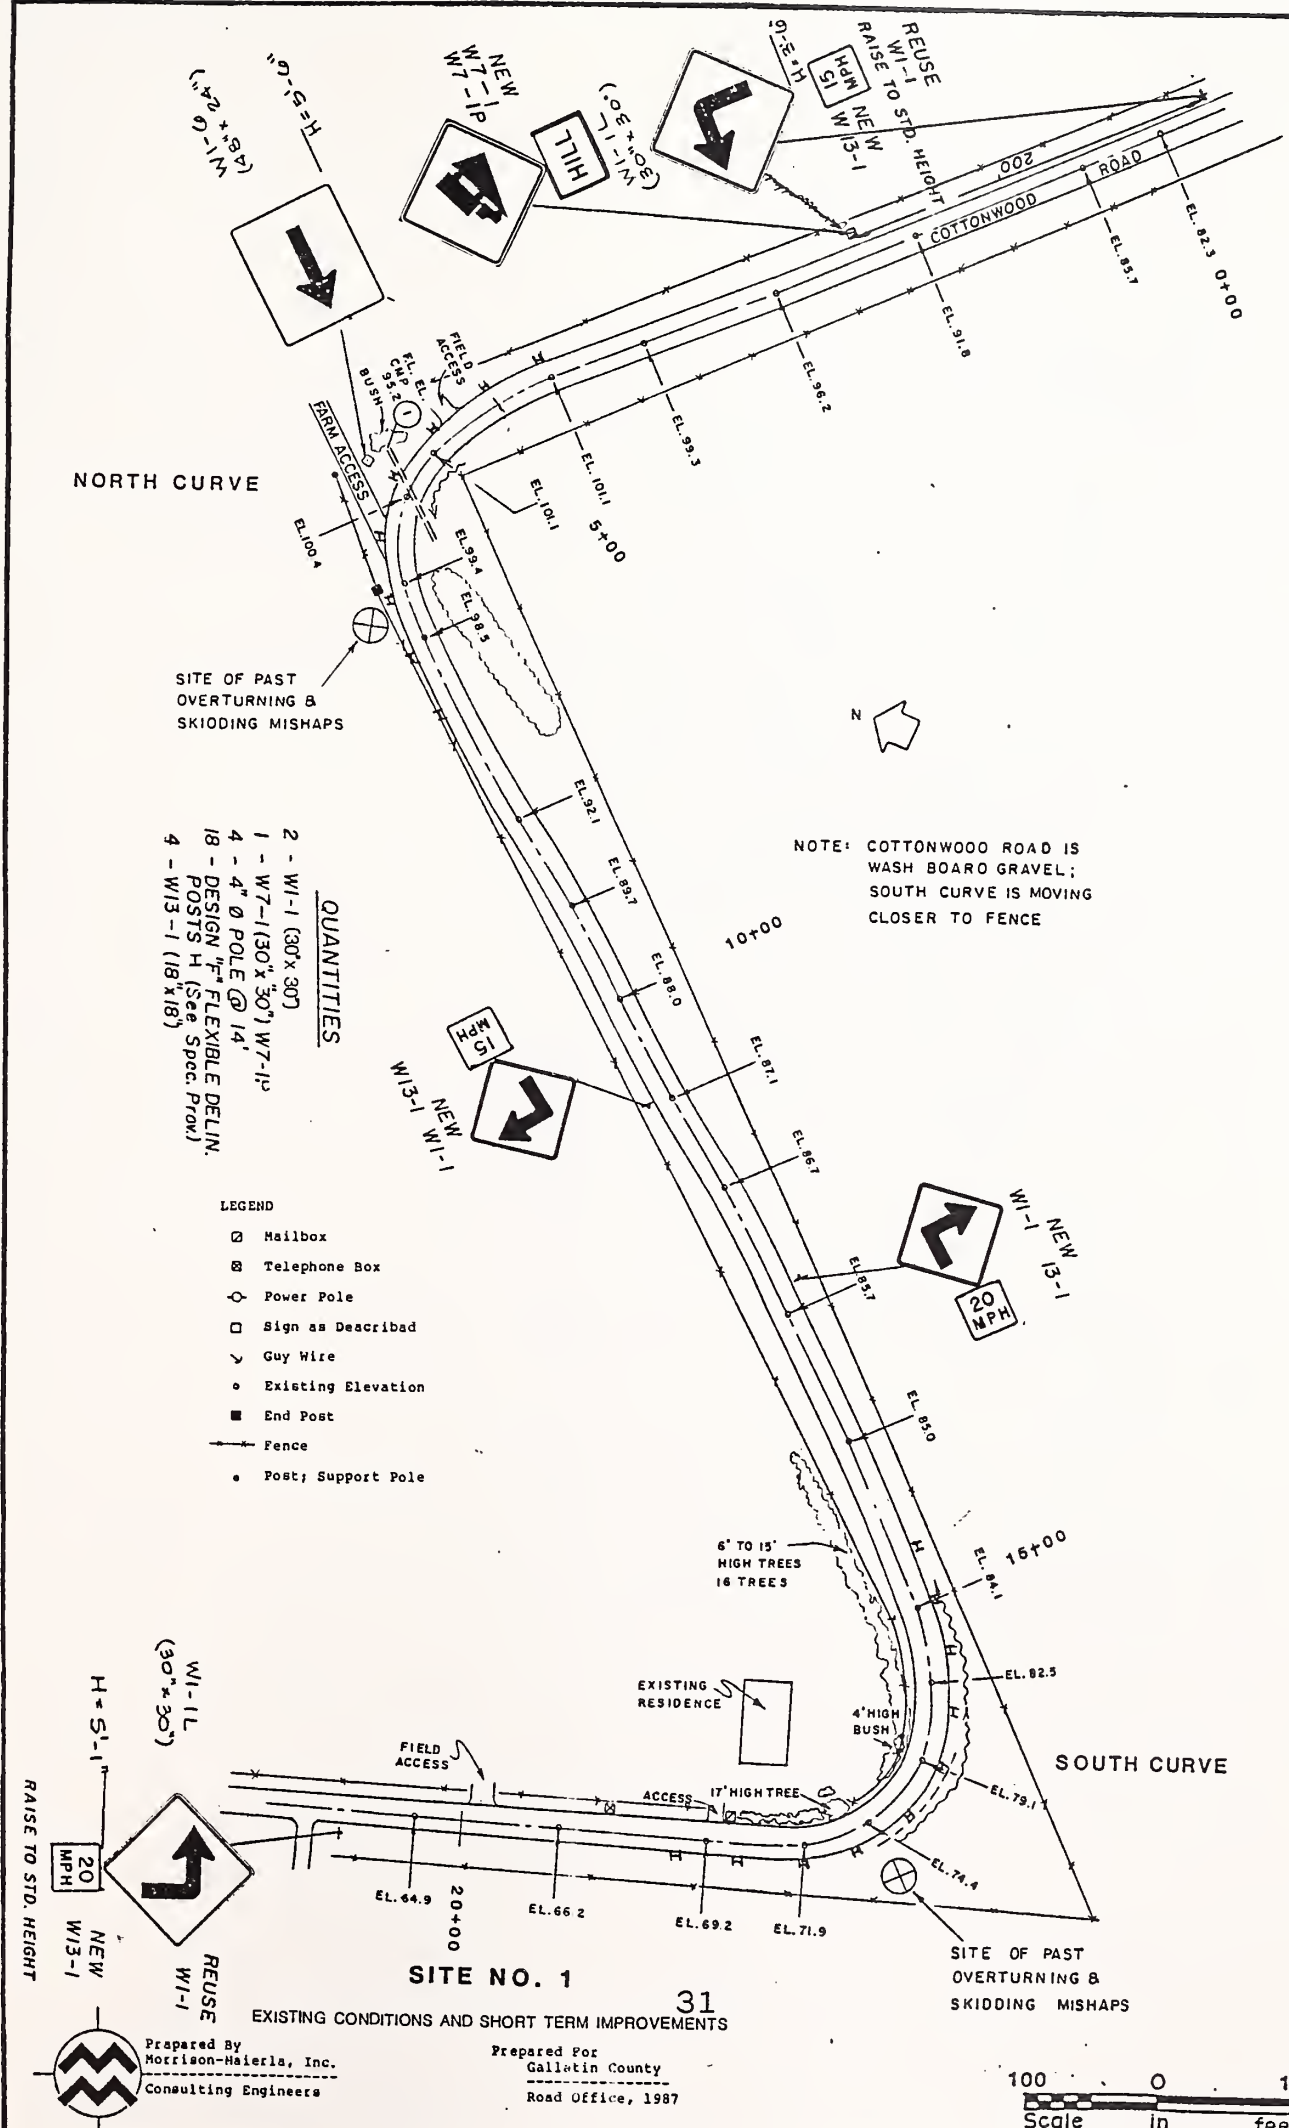 REUSE
W1-1
RAISE TO STD. HEIGHT
H=3'-6"
15
MPH
NEW
W13-1
NEW
W7-1
W7-1P
HILL
W1-1L
(30" x 30")
H=5'-6"
W1-6
(48" x 24")
200
COTTONWOOD
ROAD
EL. 82.3
0+00
EL. 85.7
EL. 91.8
EL. 96.2
EL. 99.3
EL. 101.1
5+00
EL. 101.1
FIELD
ACCESS
F.L. EL.
CMP
95.2
1
BUSH
FARM ACCESS
NORTH CURVE
EL. 100.4
EL. 99.4
EL. 98.5
SITE OF PAST
OVERTURNING &
SKIDDING MISHAPS
N
NOTE: COTTONWOOD ROAD IS
WASH BOARD GRAVEL;
SOUTH CURVE IS MOVING
CLOSER TO FENCE
EL. 92.1
EL. 89.7
10+00
EL. 88.0
EL. 87.1
EL. 86.7
QUANTITIES
2 - W1-1 (30"x 30")
1 - W7-1 (30"x 30") W7-1P
4 - 4" Ø POLE @ 14'
18 - DESIGN "F" FLEXIBLE DELIN.
POSTS H (See Spec. Prov.)
4 - W13-1 (18"x18")
15
MPH
NEW
W13-1 W1-1
NEW
W1-1 13-1
20
MPH
EL. 85.7
EL. 85.0
LEGEND
Mailbox
Telephone Box
Power Pole
Sign as Describad
Guy Wire
Existing Elevation
End Post
Fence
Post; Support Pole
6' TO 15'
HIGH TREES
16 TREES
15+00
EL. 84.1
EL. 82.5
EXISTING
RESIDENCE
4' HIGH
BUSH
SOUTH CURVE
EL. 79.1
FIELD
ACCESS
ACCESS
17' HIGH TREE
EL. 74.4
W1-1L
(30" x 30")
H = 5'-1"
RAISE TO STD. HEIGHT
20
MPH
NEW
W13-1
REUSE
W1-1
EL. 64.9
20+00
EL. 66.2
EL. 69.2
EL. 71.9
SITE OF PAST
OVERTURNING &
SKIDDING MISHAPS
SITE NO. 1
31
EXISTING CONDITIONS AND SHORT TERM IMPROVEMENTS
Prapared By
Morrison-Maierla, Inc.
Consulting Engineers
Prepared For
Gallatin County
Road Office, 1987
100 0 1
Scale in fee